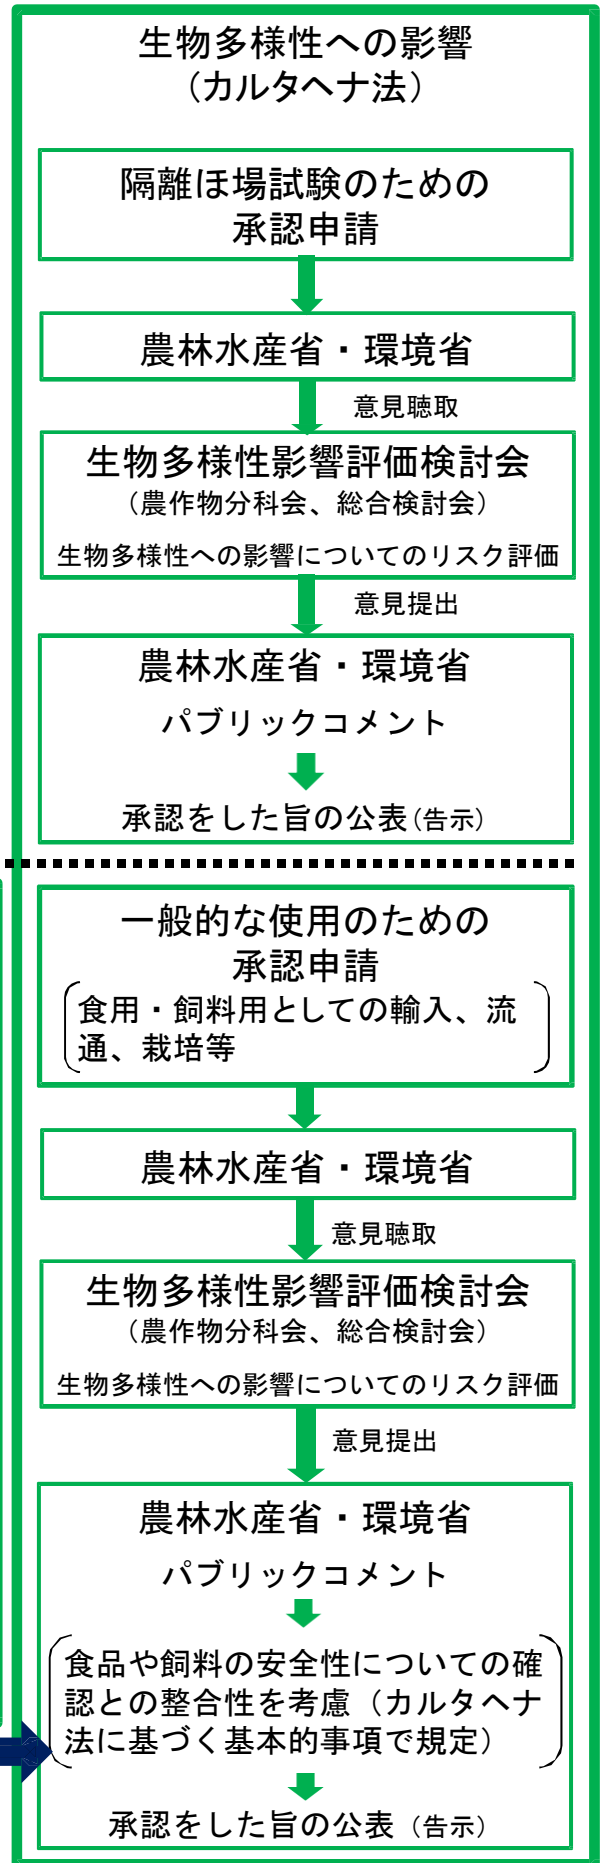 生物多様性への影響
(カルタヘナ法)
隔離ほ場試験のための
承認申請
農林水産省・環境省
意見聴取
生物多様性影響評価検討会
(農作物分科会、総合検討会)
生物多様性への影響についてのリスク評価
意見提出
農林水産省・環境省
パブリックコメント
承認をした旨の公表(告示)
一般的な使用のための
承認申請
食用・飼料用としての輸入、流
通、栽培等
農林水産省・環境省
意見聴取
生物多様性影響評価検討会
(農作物分科会、総合検討会)
生物多様性への影響についてのリスク評価
意見提出
農林水産省・環境省
パブリックコメント
食品や飼料の安全性についての確
認との整合性を考慮(カルタヘナ
法に基づく基本的事項で規定)
承認をした旨の公表(告示)